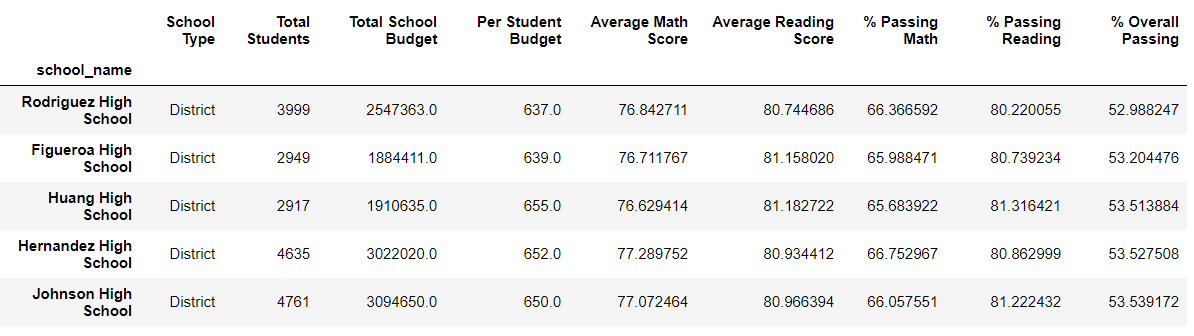 School Type Total Students Total School Budget Per Student Budget Average Math Score Average Reading Score % Passing Math % Passing Reading % Overall Passing
school_name
Rodriguez High School District 3999 2547363.0 637.0 76.842711 80.744686 66.366592 80.220055 52.988247
Figueroa High School District 2949 1884411.0 639.0 76.711767 81.158020 65.988471 80.739234 53.204476
Huang High School District 2917 1910635.0 655.0 76.629414 81.182722 65.683922 81.316421 53.513884
Hernandez High School District 4635 3022020.0 652.0 77.289752 80.934412 66.752967 80.862999 53.527508
Johnson High School District 4761 3094650.0 650.0 77.072464 80.966394 66.057551 81.222432 53.539172